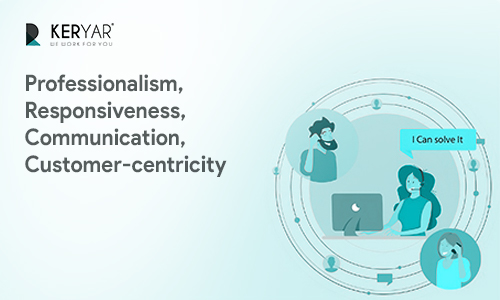 KERYAR®
WE WORK FOR YOU
Professionalism,
Responsiveness,
Communication,
Customer-centricity
I Can solve It